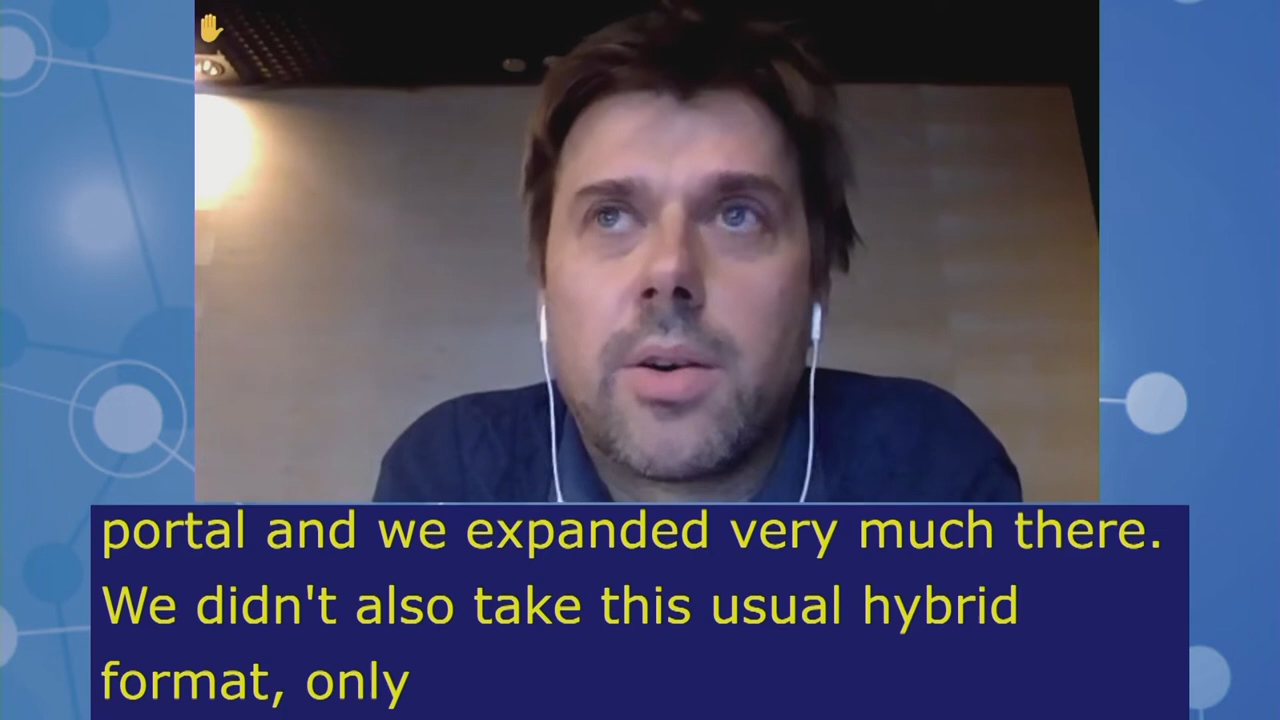 portal and we expanded very much there.
We didn't also take this usual hybrid
format, only